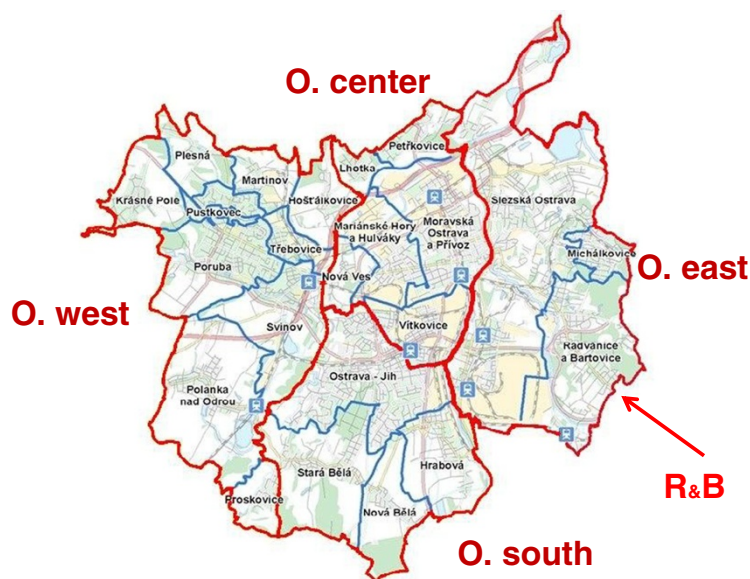 O. center
Petřkovice
Plesná
Lhotka
Martinov
Krásné Pole
Hošťálkovice
Slezská Ostrava
Pustkovec
Mariánské Hory
a Hulváky
Moravská
Ostrava
a Přívoz
Třebovice
Michálkovice
Poruba
Nová Ves
O. east
O. west
Svinov
Vítkovice
Radvanice
a Bartovice
Ostrava - Jih
Polanka
nad Odrou
Stará Bělá
Hrabová
Proskovice
R&B
Nová Bělá
O. south